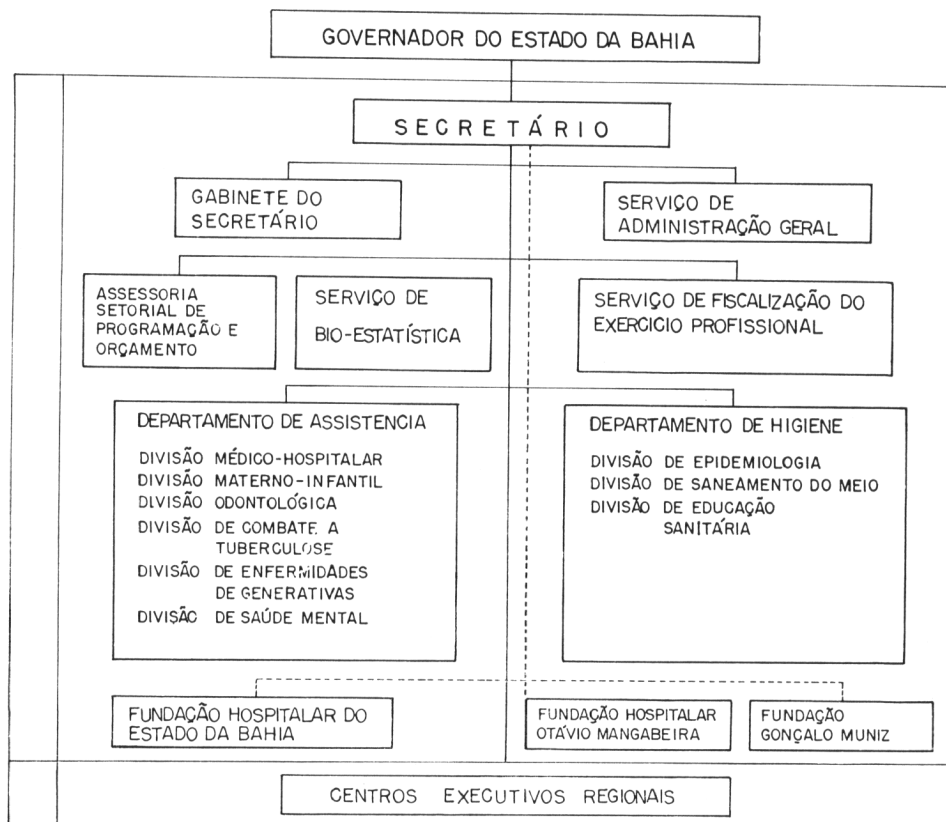 GOVERNADOR DO ESTADO DA BAHIA
SECRETÁRIO
GABINETE DO
SECRETÁRIO
SERVIÇO DE
ADMINISTRAÇÃO GERAL
ASSESSORIA
SETORIAL DE
PROGRAMAÇÃO E
ORÇAMENTO
SERVIÇO DE
BIO-ESTATÍSTICA
SERVIÇO DE FISCALIZAÇÃO DO
EXERCICIO PROFISSIONAL
DEPARTAMENTO DE ASSISTENCIA
DIVISÃO MÉDICO-HOSPITALAR
DIVISÃO MATERNO-INFANTIL
DIVISÃO ODONTOLÓGICA
DIVISÃO DE COMBATE A
TUBERCULOSE
DIVISÃO DE ENFERMIDADES
DE GENERATIVAS
DIVISÃO DE SAÚDE MENTAL
DEPARTAMENTO DE HIGIENE
DIVISÃO DE EPIDEMIOLOGIA
DIVISÃO DE SANEAMENTO DO MEIO
DIVISÃO DE EDUCAÇÃO
SANITÁRIA
FUNDAÇÃO HOSPITALAR DO
ESTADO DA BAHIA
FUNDAÇÃO HOSPITALAR
OTÁVIO MANGABEIRA
FUNDAÇÃO
GONÇALO MUNIZ
CENTROS EXECUTIVOS REGIONAIS